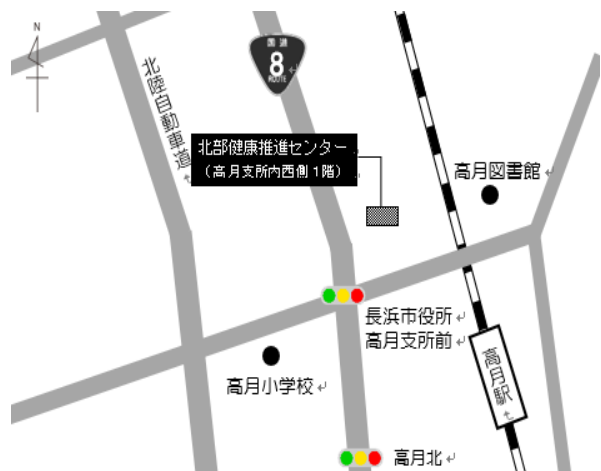 N
国道
8
ROUTE
北陸自動車道
北部健康推進センター
（高月支所内西側１階）
高月図書館
長浜市役所
高月支所前
高月小学校
高月駅
高月北